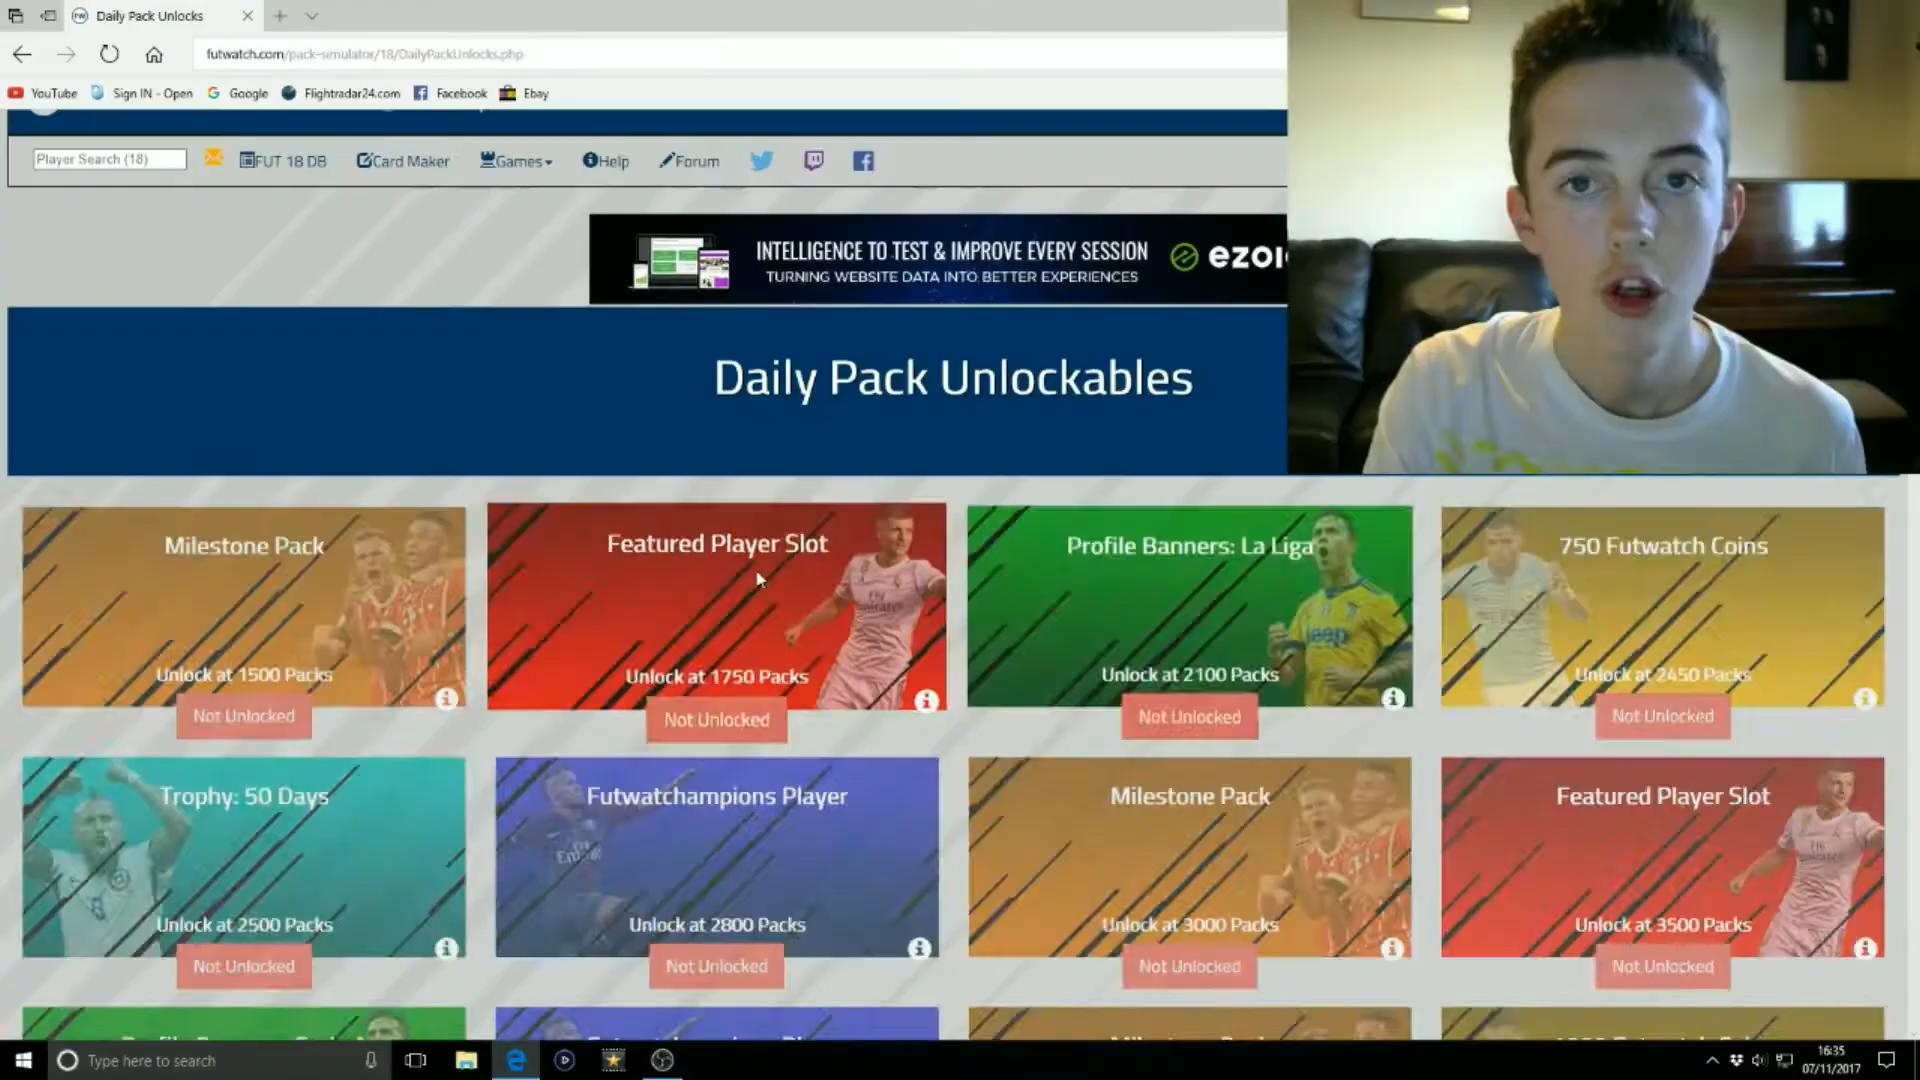 Daily Pack Unlocks
futwatch.com/pack-simulator/18/DailyPackUnlocks.php
YouTube Sign IN - Open Google Flightradar24.com Facebook Ebay
Player Search (18) FUT 18 DB Card Maker Games Help Forum
INTELLIGENCE TO TEST & IMPROVE EVERY SESSION
TURNING WEBSITE DATA INTO BETTER EXPERIENCES
Daily Pack Unlockables
Milestone Pack
Unlock at 1500 Packs
Not Unlocked
Featured Player Slot
Fly Emirates
Unlock at 1750 Packs
Not Unlocked
Profile Banners: La Liga
Jeep
Unlock at 2100 Packs
Not Unlocked
750 Futwatch Coins
Unlock at 2450 Packs
Not Unlocked
Trophy: 50 Days
Unlock at 2500 Packs
Not Unlocked
Futwatchampions Player
Unlock at 2800 Packs
Not Unlocked
Milestone Pack
Unlock at 3000 Packs
Not Unlocked
Featured Player Slot
Unlock at 3500 Packs
Not Unlocked
Type here to search
16:35
07/11/2017